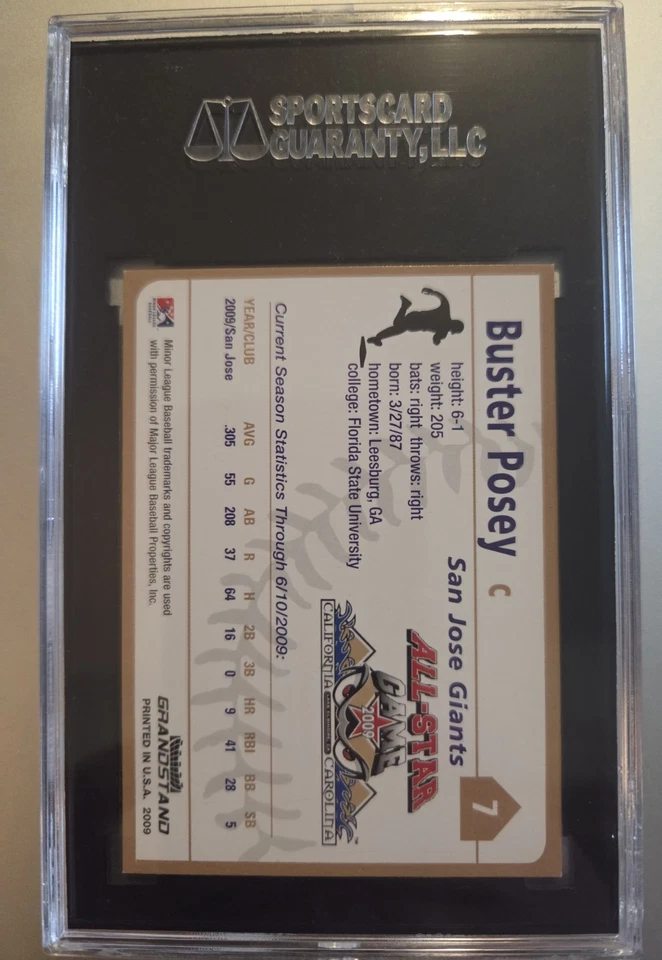 SPORTSCARD
GUARANTY, LLC
Buster Posey C
7
San Jose Giants
height: 6-1
weight: 205
bats: right throws: right
born: 3/27/87
hometown: Leesburg, GA
college: Florida State University
ALL-STAR
GAME
2009
CALIFORNIA
CAROLINA
Current Season Statistics Through 6/10/2009:
YEAR/CLUB AVG G AB R H 2B 3B HR RBI BB SB
2009/San Jose .305 55 208 37 64 16 0 9 41 28 5
Minor League Baseball trademarks and copyrights are used
with permission of Major League Baseball Properties, Inc.
GRANDSTAND
PRINTED IN U.S.A. 2009